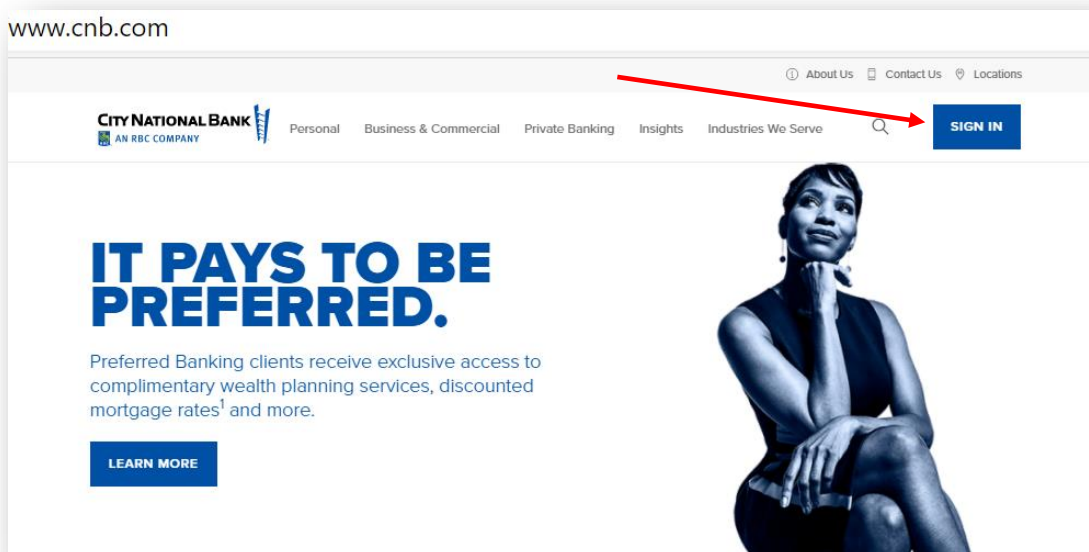 www.cnb.com
About Us Contact Us Locations
CITY NATIONAL BANK
AN RBC COMPANY
Personal Business & Commercial Private Banking Insights Industries We Serve
SIGN IN
IT PAYS TO BE
PREFERRED.
Preferred Banking clients receive exclusive access to
complimentary wealth planning services, discounted
mortgage rates¹ and more.
LEARN MORE